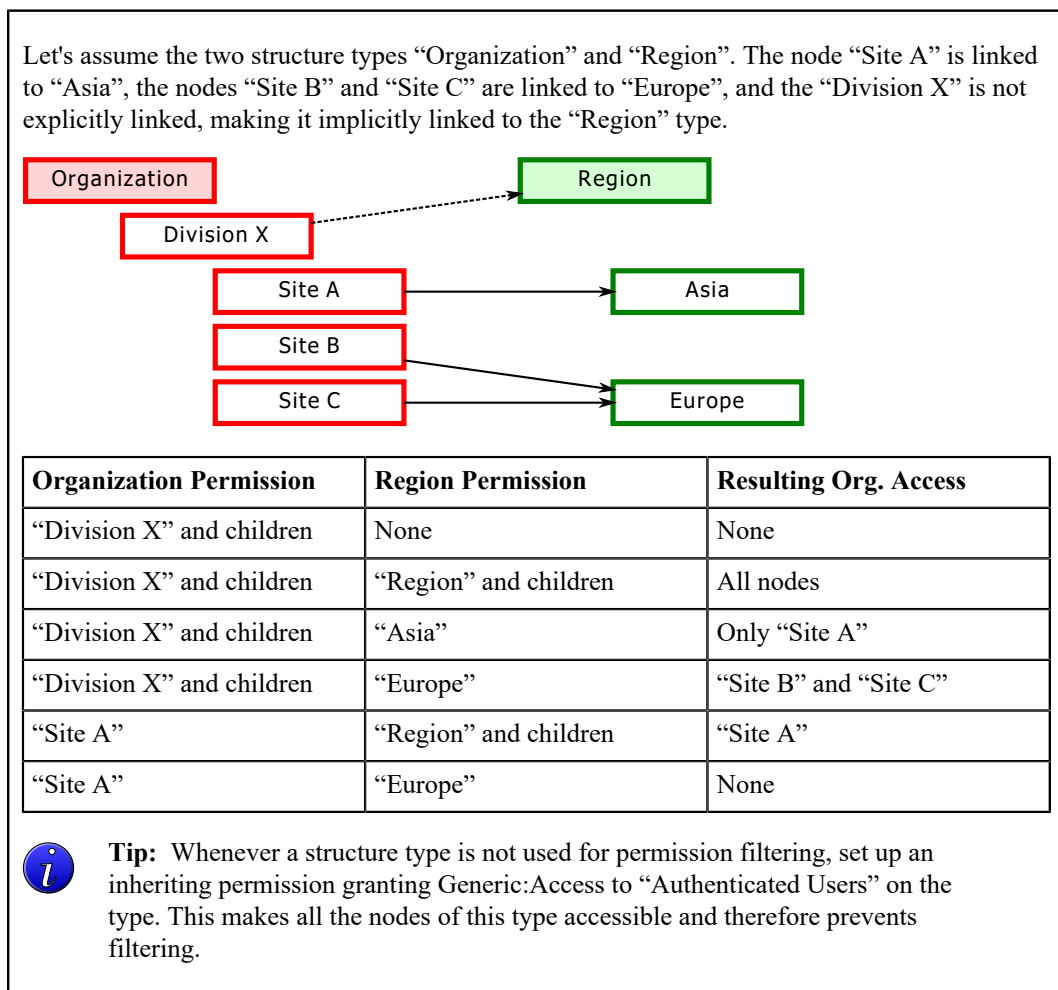 Let's assume the two structure types “Organization” and “Region”. The node “Site A” is linked
to “Asia”, the nodes “Site B” and “Site C” are linked to “Europe”, and the “Division X” is not
explicitly linked, making it implicitly linked to the “Region” type.
Organization
Region
Division X
Site A
Asia
Site B
Site C
Europe
Organization Permission
Region Permission
Resulting Org. Access
“Division X” and children
None
None
“Division X” and children
“Region” and children
All nodes
“Division X” and children
“Asia”
Only “Site A”
“Division X” and children
“Europe”
“Site B” and “Site C”
“Site A”
“Region” and children
“Site A”
“Site A”
“Europe”
None
i
Tip: Whenever a structure type is not used for permission filtering, set up an
inheriting permission granting Generic:Access to “Authenticated Users” on the
type. This makes all the nodes of this type accessible and therefore prevents
filtering.